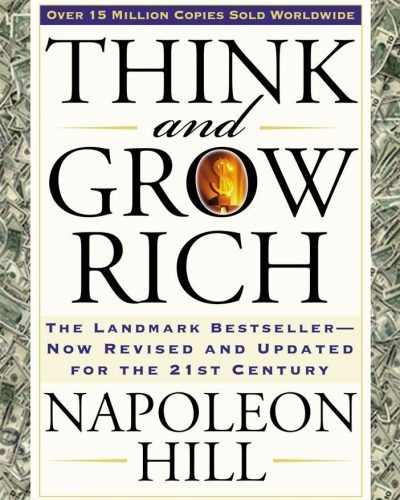 Over 15 Million Copies Sold Worldwide
THINK
and
GROW
RICH
The Landmark Bestseller—
Now Revised and Updated
for the 21st Century
NAPOLEON
HILL